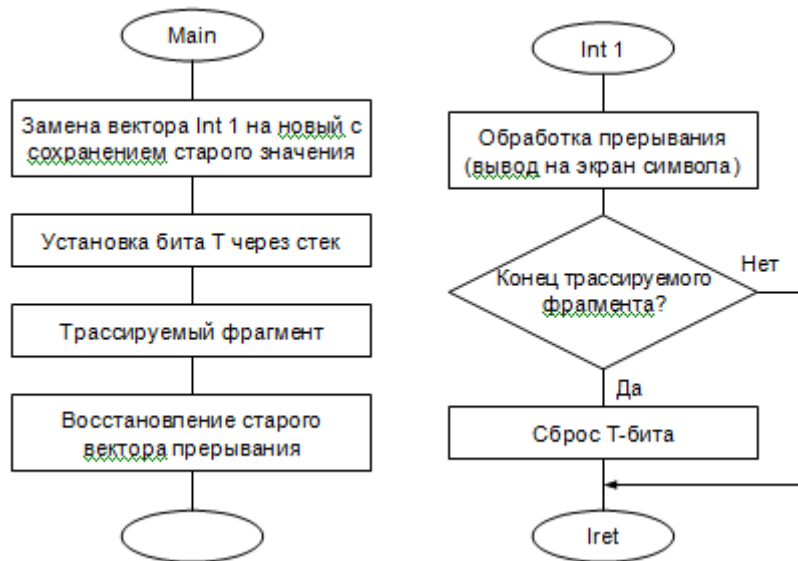 Main
Замена вектора Int 1 на новый с
сохранением старого значения
Установка бита Т через стек
Трассируемый фрагмент
Восстановление старого
вектора прерывания
Int 1
Обработка прерывания
(вывод на экран символа)
Конец трассируемого
фрагмента?
Нет
Да
Сброс Т-бита
Iret